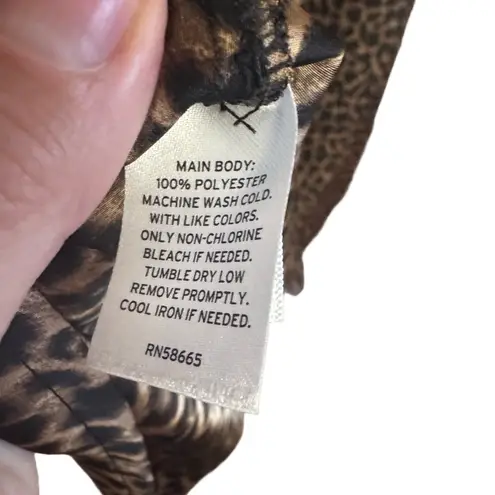 MAIN BODY:
100% POLYESTER
MACHINE WASH COLD.
WITH LIKE COLORS.
ONLY NON-CHLORINE
BLEACH IF NEEDED.
TUMBLE DRY LOW
REMOVE PROMPTLY.
COOL IRON IF NEEDED.
RN58665